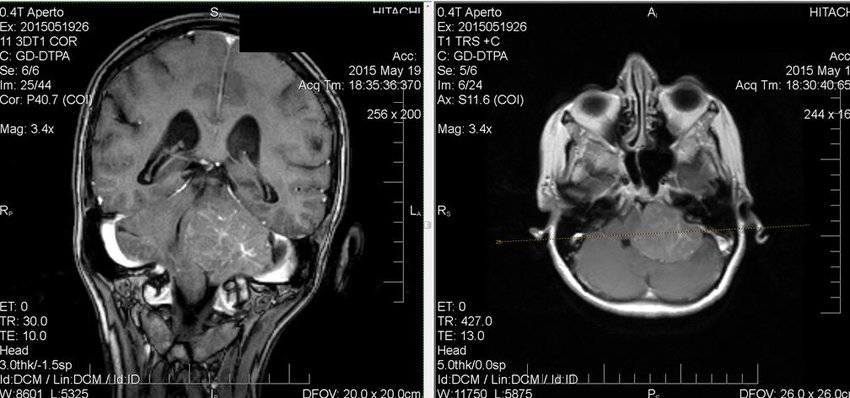 0.4T Aperto
Ex: 2015051926
11 3DT1 COR
C: GD-DTPA
Se: 6/6
Im: 25/44
Cor: P40.7 (COI)
Mag: 3.4x
HITACHI
Acc:
2015 May 19
Acq Tm: 18:35:36.370
256 x 200
ET: 0
TR: 30.0
TE: 10.0
Head
3.0thk/-1.5sp
Id:DCM / Lin:DCM / Id:ID
W:8601 L:5325
DFOV: 20.0 x 20.0cm
0.4T Aperto
Ex: 2015051926
T1 TRS +C
C: GD-DTPA
Se: 5/6
Im: 6/24
Ax: S11.6 (COI)
Mag: 3.4x
HITACH
Acc:
2015 May 1
Acq Tm: 18:30:40.65
244 x 16
ET: 0
TR: 427.0
TE: 13.0
Head
5.0thk/0.0sp
Id:DCM / Lin:DCM / Id:ID
W:11750 L:5875
DFOV: 26.0 x 26.0cm